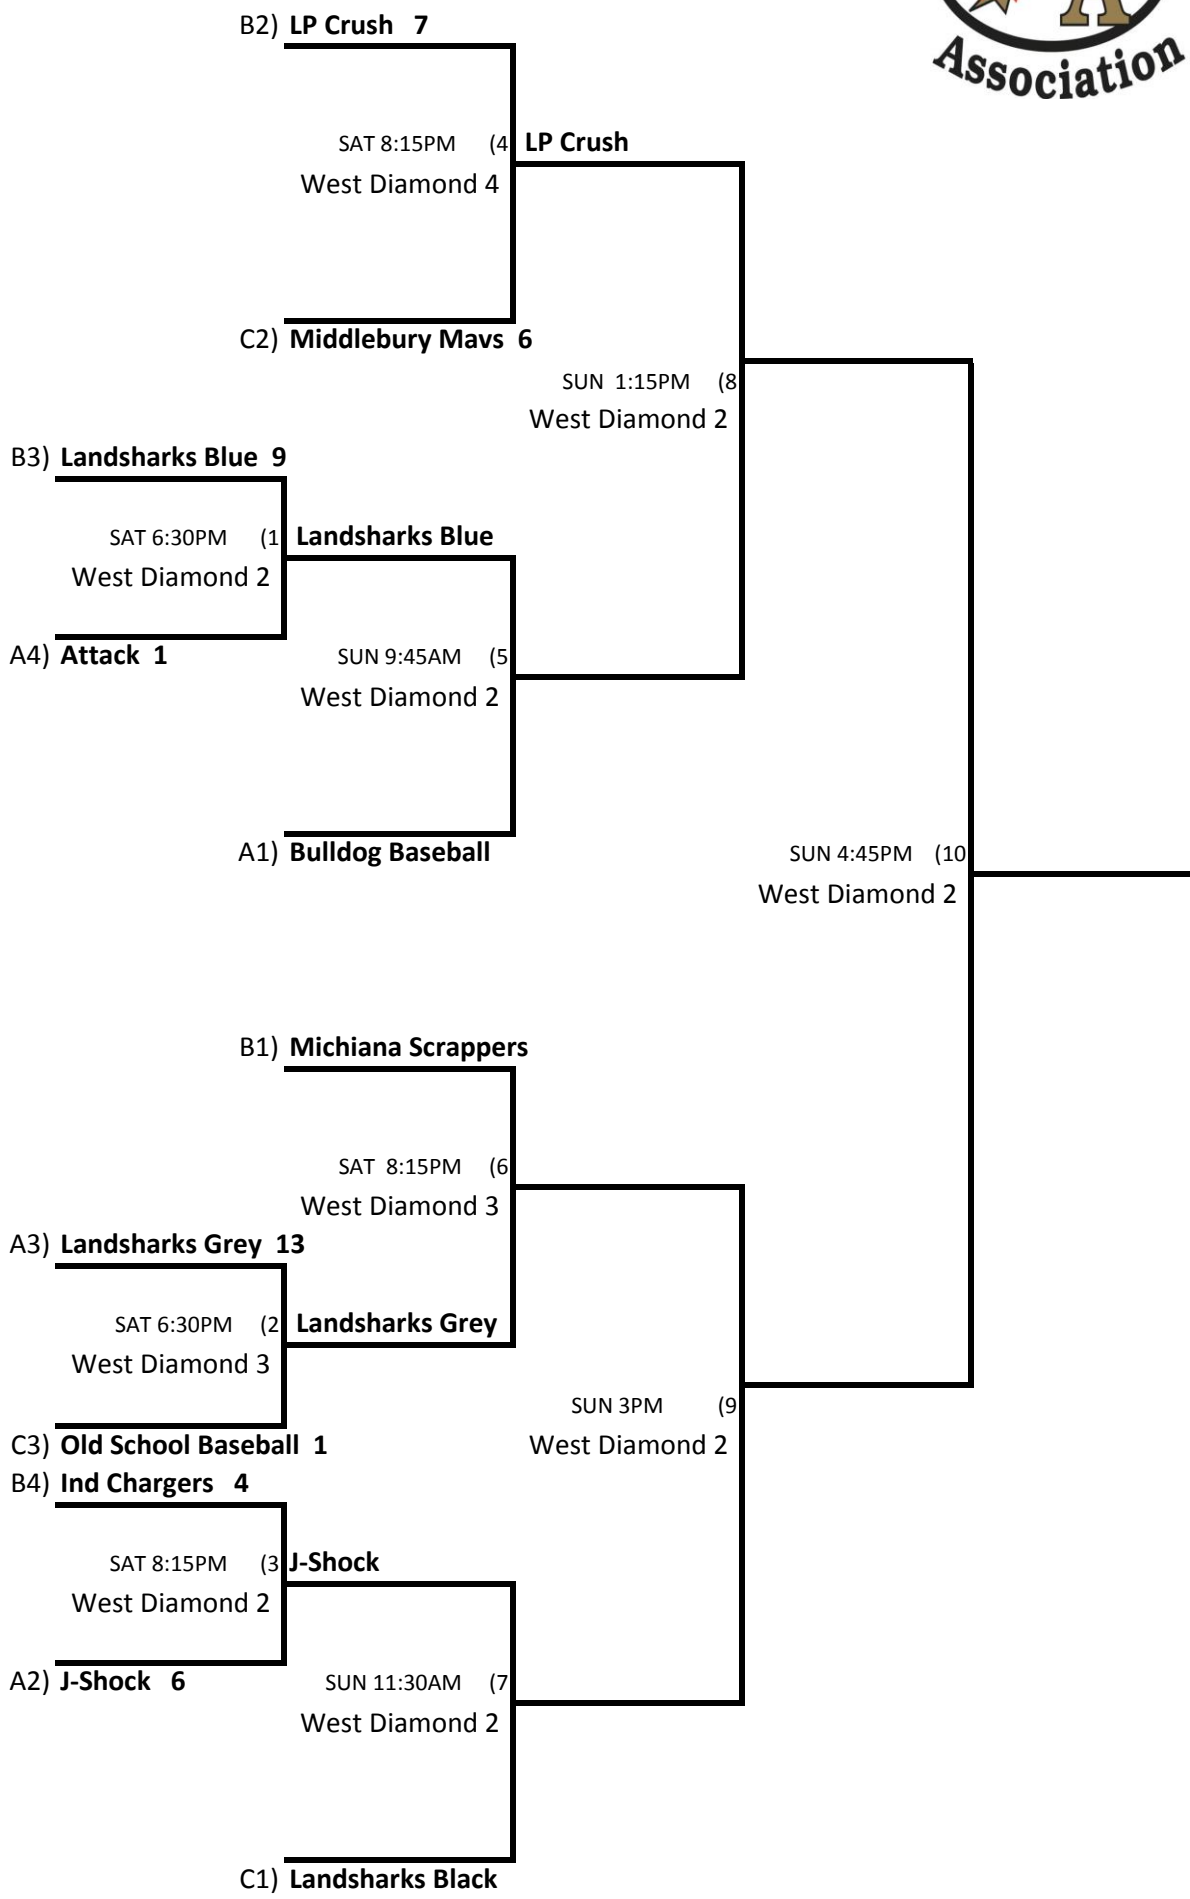 Association
B2) LP Crush 7
SAT 8:15PM (4 LP Crush
West Diamond 4
C2) Middlebury Mavs 6
SUN 1:15PM (8
West Diamond 2
B3) Landsharks Blue 9
SAT 6:30PM (1 Landsharks Blue
West Diamond 2
A4) Attack 1
SUN 9:45AM (5
West Diamond 2
A1) Bulldog Baseball
SUN 4:45PM (10
West Diamond 2
B1) Michiana Scrappers
SAT 8:15PM (6
West Diamond 3
A3) Landsharks Grey 13
SAT 6:30PM (2 Landsharks Grey
West Diamond 3
SUN 3PM (9
West Diamond 2
C3) Old School Baseball 1
B4) Ind Chargers 4
SAT 8:15PM (3 J-Shock
West Diamond 2
A2) J-Shock 6
SUN 11:30AM (7
West Diamond 2
C1) Landsharks Black